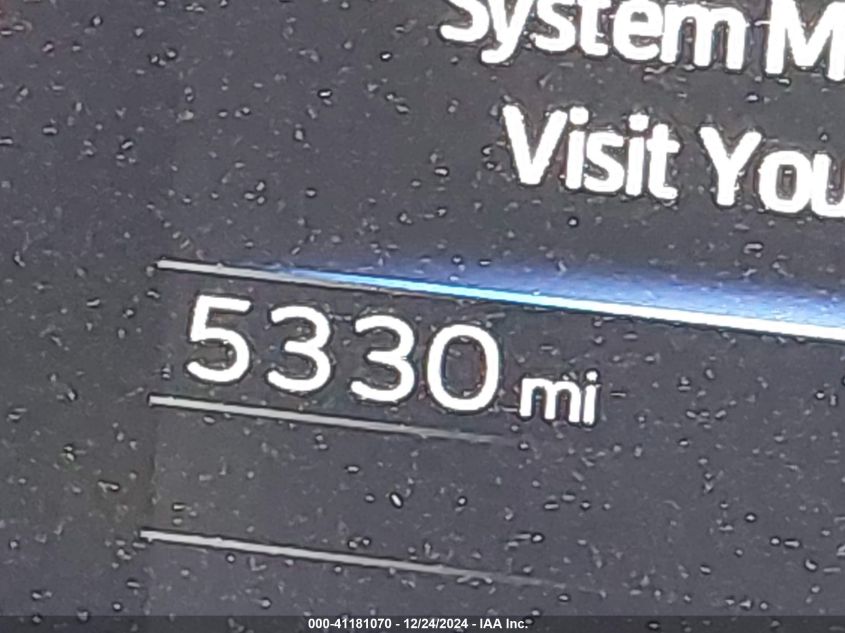 System M
Visit You
5330 mi
000-41181070 - 12/24/2024 - IAA Inc.